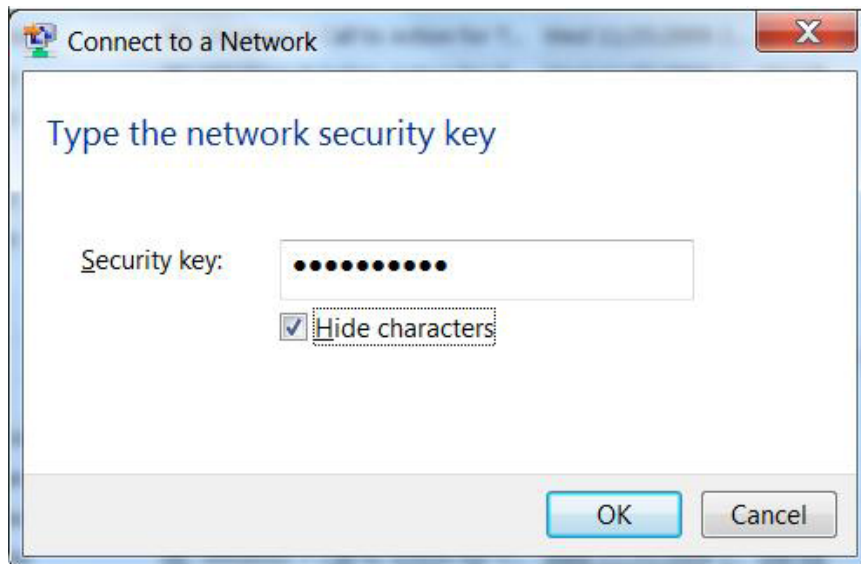 Connect to a Network
Type the network security key
Security key: ••••••••••
Hide characters
OK Cancel